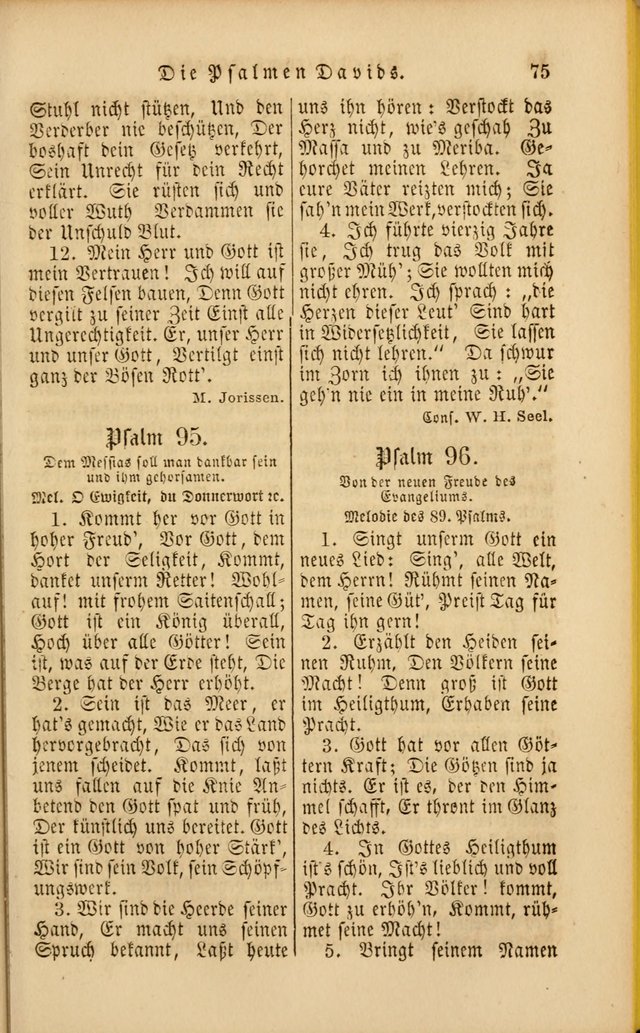 Die Psalmen Davids. 75
Stuhl nicht stützen, Und den
Verderber nie beschützen, Der
boshaft dein Gesetz verkehrt,
Sein Unrecht für dein Recht
erklärt. Sie rüsten sich und
voller Wuth Verdammen sie
der Unschuld Blut.
12. Mein Herr und Gott ist
mein Vertrauen! Ich will auf
diesen Felsen bauen, Denn Gott
vergilt zu seiner Zeit Einst alle
Ungerechtigkeit. Er, unser Herr
und unser Gott, Vertilgt einst
ganz der Bösen Rott'.
M. Jorissen.
Psalm 95.
Dem Messias soll man dankbar sein
und ihm gehorsamen.
Mel. O Ewigkeit, du Donnerwort ꝛc.
1. Kommt her vor Gott in
hoher Freud', Vor Gott, dem
Hort der Seligkeit, Kommt,
danket unserm Retter! Wohl-
auf! mit frohem Saitenschall;
Gott ist ein König überall,
Hoch über alle Götter! Sein
ist, was auf der Erde steht, Die
Berge hat der Herr erhöht.
2. Sein ist das Meer, er
hat's gemacht, Wie er das Land
hervorgebracht, Das sich von
jenem scheidet. Kommt, laßt
uns fallen auf die Knie An-
betend den Gott spat und früh,
Der künstlich uns bereitet. Gott
ist ein Gott von hoher Stärk',
Wir sind sein Volk, sein Schöpf-
ungswerk.
3. Wir sind die Heerde seiner
Hand, Er macht uns seinen
Spruch bekannt, Laßt heute
uns ihn hören: Verstockt das
Herz nicht, wie's geschah Zu
Massa und zu Meriba. Ge-
horchet meinen Lehren. Ja
eure Väter reizten mich; Sie
sah'n mein Werk, verstockten sich.
4. Ich führte vierzig Jahre
sie, Ich trug das Volk mit
großer Müh'; Sie wollten mich
nicht ehren. Ich sprach: „die
Herzen dieser Leut' Sind hart
in Widersetzlichkeit, Sie lassen
sich nicht lehren." Da schwur
im Zorn ich ihnen zu: „Sie
geh'n nie ein in meine Ruh'."
Cons. W. H. Seel.
Psalm 96.
Von der neuen Freude des
Evangeliums.
Melodie des 89. Psalms.
1. Singt unserm Gott ein
neues Lied: Sing', alle Welt,
dem Herrn! Rühmt seinen Na-
men, seine Güt', Preist Tag für
Tag ihn gern!
2. Erzählt den Heiden sei-
nen Ruhm, Den Völkern seine
Macht! Denn groß ist Gott
im Heiligthum, Erhaben seine
Pracht.
3. Gott hat vor allen Göt-
tern Kraft; Die Götzen sind ja
nichts. Er ist es, der den Him-
mel schafft, Er thront im Glanz
des Lichts.
4. In Gottes Heiligthum
ist's schön, Ist's lieblich und voll
Pracht. Ihr Völker! kommt,
Gott zu erhöh'n, Kommt, rüh-
met seine Macht!
5. Bringt seinem Namen